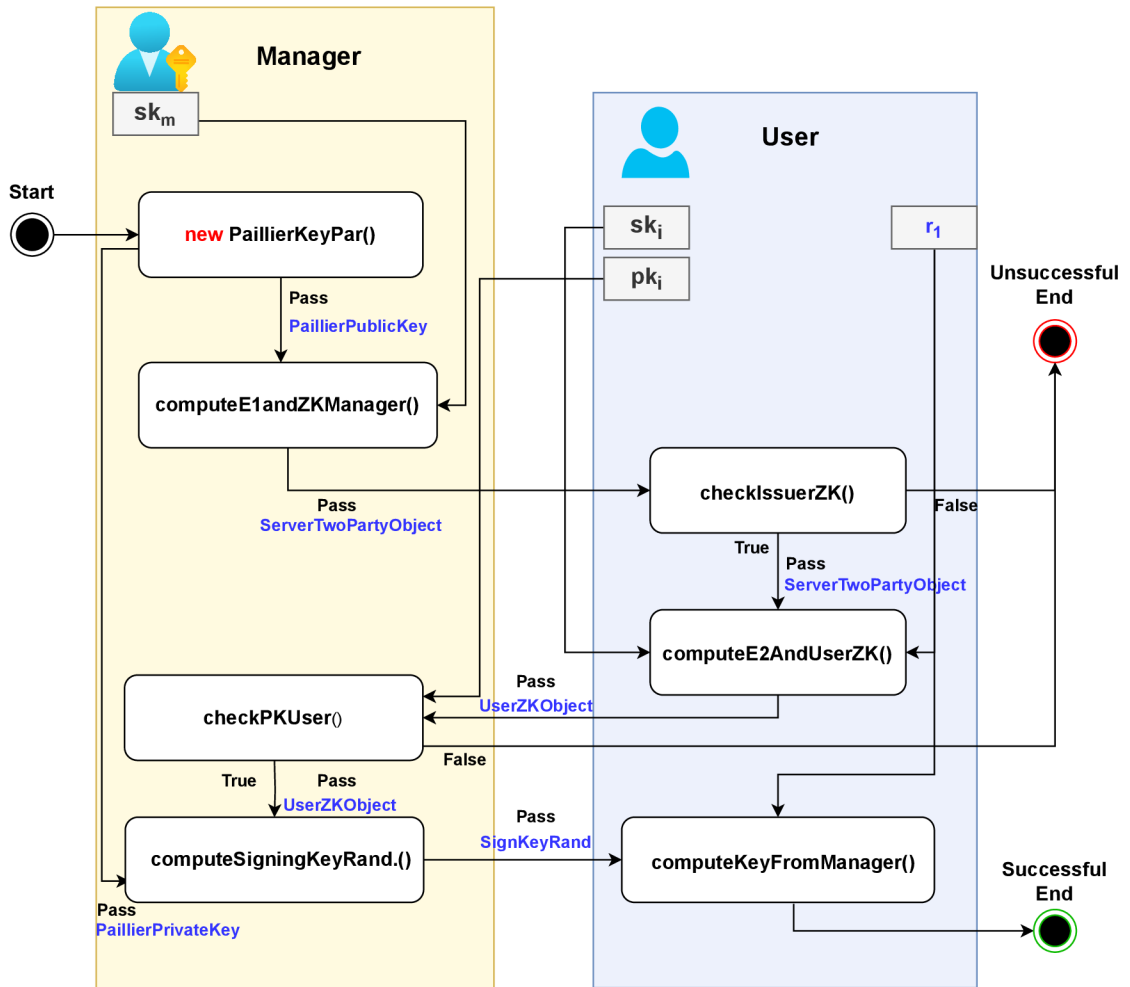 Manager
sk_m
User
Start
sk_i
r_1
new PaillierKeyPar()
pk_i
Unsuccessful
End
Pass
PaillierPublicKey
computeE1andZKManager()
checkIssuerZK()
Pass
ServerTwoPartyObject
False
True
Pass
ServerTwoPartyObject
computeE2AndUserZK()
Pass
UserZKObject
checkPKUser()
False
True
Pass
UserZKObject
Pass
SignKeyRand
computeSigningKeyRand.()
computeKeyFromManager()
Successful
End
Pass
PaillierPrivateKey